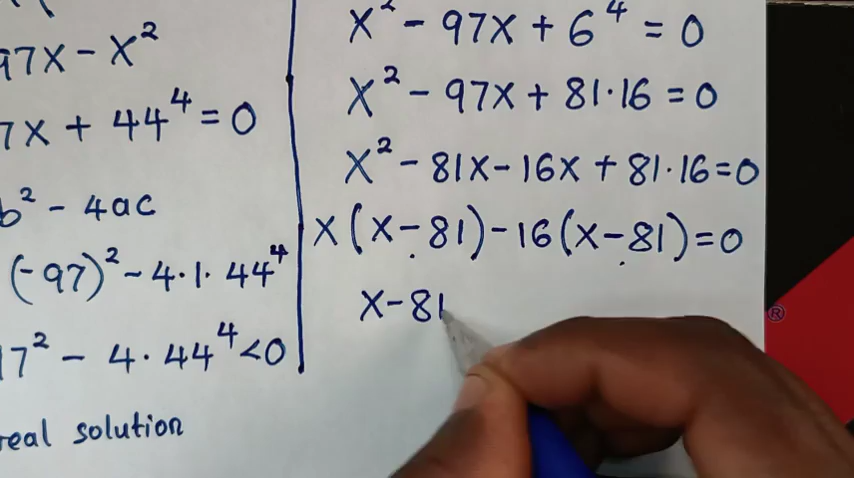 97x - x²
7x + 44⁴ = 0
b² - 4ac
(-97)² - 4·1·44⁴
97² - 4·44⁴ < 0
real solution
x² - 97x + 6⁴ = 0
x² - 97x + 81·16 = 0
x² - 81x - 16x + 81·16 = 0
x(x - 81) - 16(x - 81) = 0
x - 81
®